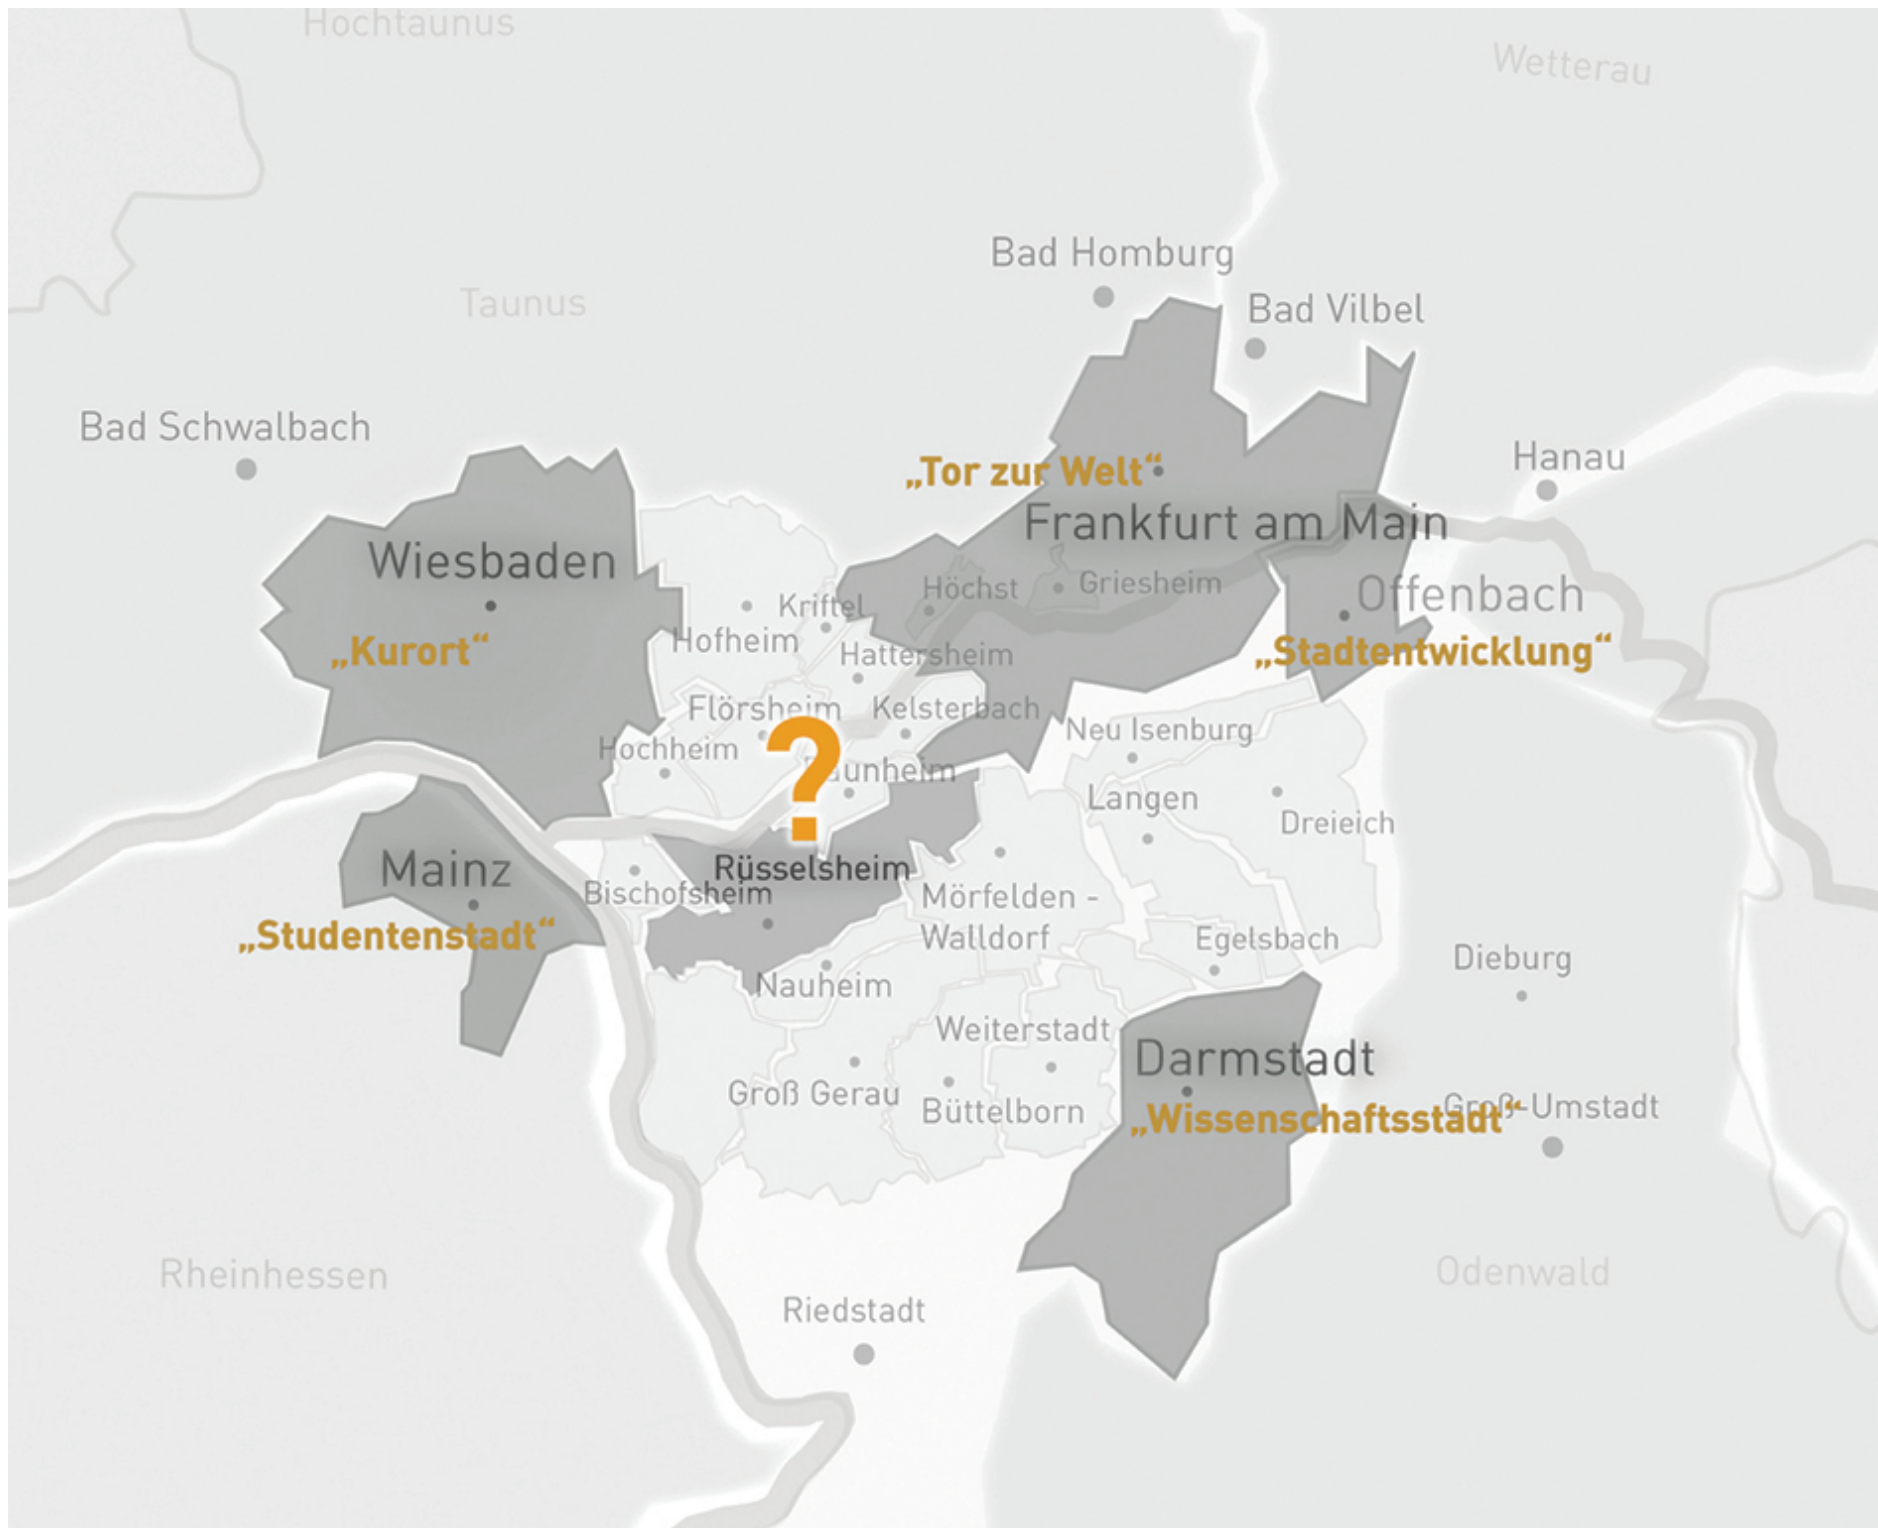 Hochtaunus
Wetterau
Bad Homburg
Taunus
Bad Vilbel
Bad Schwalbach
Hanau
„Tor zur Welt“
Frankfurt am Main
Wiesbaden
Höchst
Griesheim
Offenbach
Kriftel
Hofheim
„Kurort“
Hattersheim
„Stadtentwicklung“
Flörsheim
Kelsterbach
Neu Isenburg
Hochheim
?
Raunheim
Langen
Dreieich
Mainz
Rüsselsheim
Bischofsheim
Mörfelden -
Walldorf
„Studentenstadt“
Egelsbach
Dieburg
Nauheim
Weiterstadt
Darmstadt
Groß Gerau
Büttelborn
„Wissenschaftsstadt“
Groß-Umstadt
Rheinhessen
Odenwald
Riedstadt